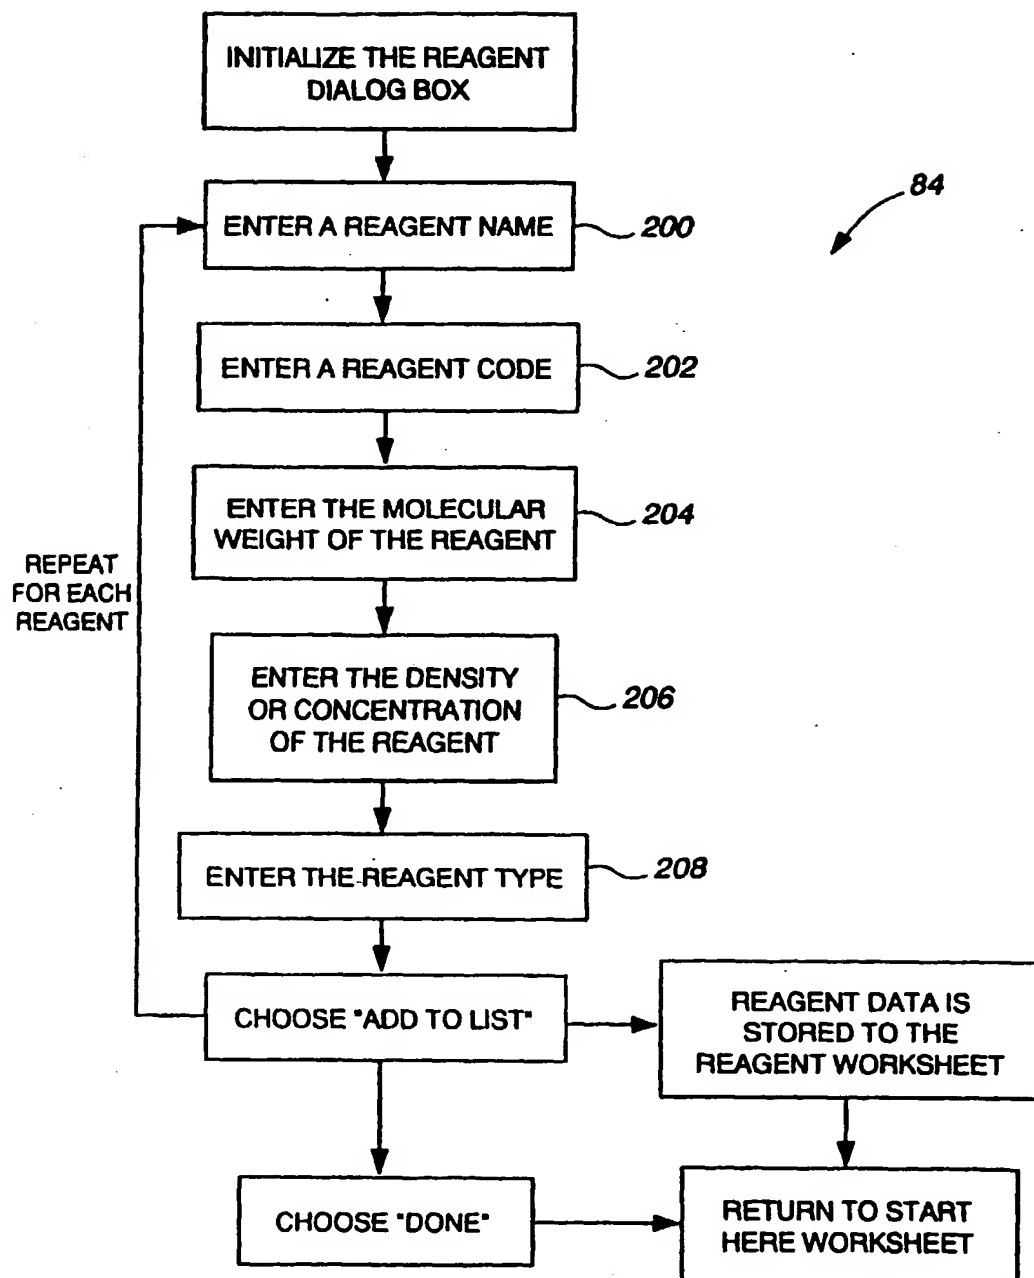 INITIALIZE THE REAGENT
DIALOG BOX
84
ENTER A REAGENT NAME
200
ENTER A REAGENT CODE
202
ENTER THE MOLECULAR
WEIGHT OF THE REAGENT
204
REPEAT
FOR EACH
REAGENT
ENTER THE DENSITY
OR CONCENTRATION
OF THE REAGENT
206
ENTER THE REAGENT TYPE
208
CHOOSE "ADD TO LIST"
REAGENT DATA IS
STORED TO THE
REAGENT WORKSHEET
CHOOSE "DONE"
RETURN TO START
HERE WORKSHEET